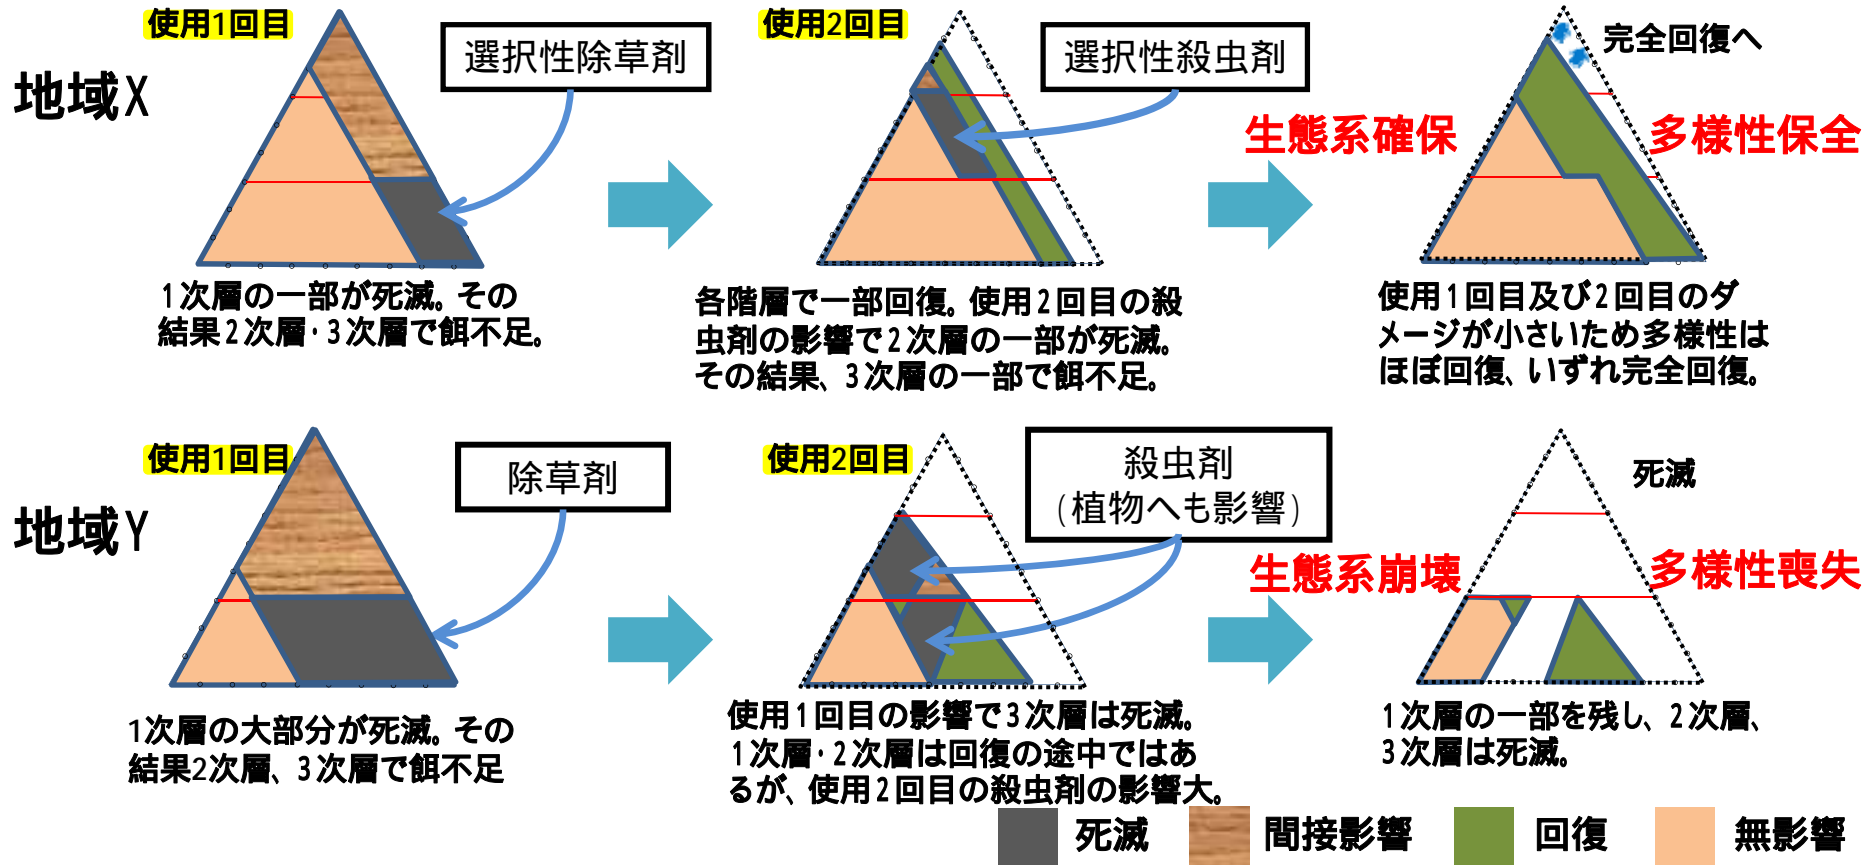 使用1回目
選択性除草剤
使用2回目
選択性殺虫剤
完全回復へ
地域X
生態系確保
多様性保全
1次層の一部が死滅。その
結果2次層・3次層で餌不足。
各階層で一部回復。使用2回目の殺
虫剤の影響で2次層の一部が死滅。
その結果、3次層の一部で餌不足。
使用1回目及び2回目のダ
メージが小さいため多様性は
ほぼ回復、いずれ完全回復。
使用1回目
除草剤
使用2回目
殺虫剤
(植物へも影響)
死滅
地域Y
生態系崩壊
多様性喪失
1次層の大部分が死滅。その
結果2次層、3次層で餌不足
使用1回目の影響で3次層は死滅。
1次層・2次層は回復の途中ではあ
るが、使用2回目の殺虫剤の影響大。
1次層の一部を残し、2次層、
3次層は死滅。
死滅
間接影響
回復
無影響